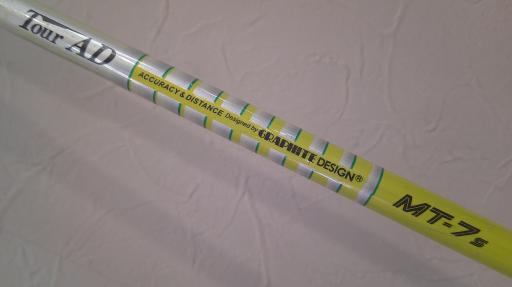 Tour AD
ACCURACY & DISTANCE Designed by GRAPHITE DESIGN®
MT-7s